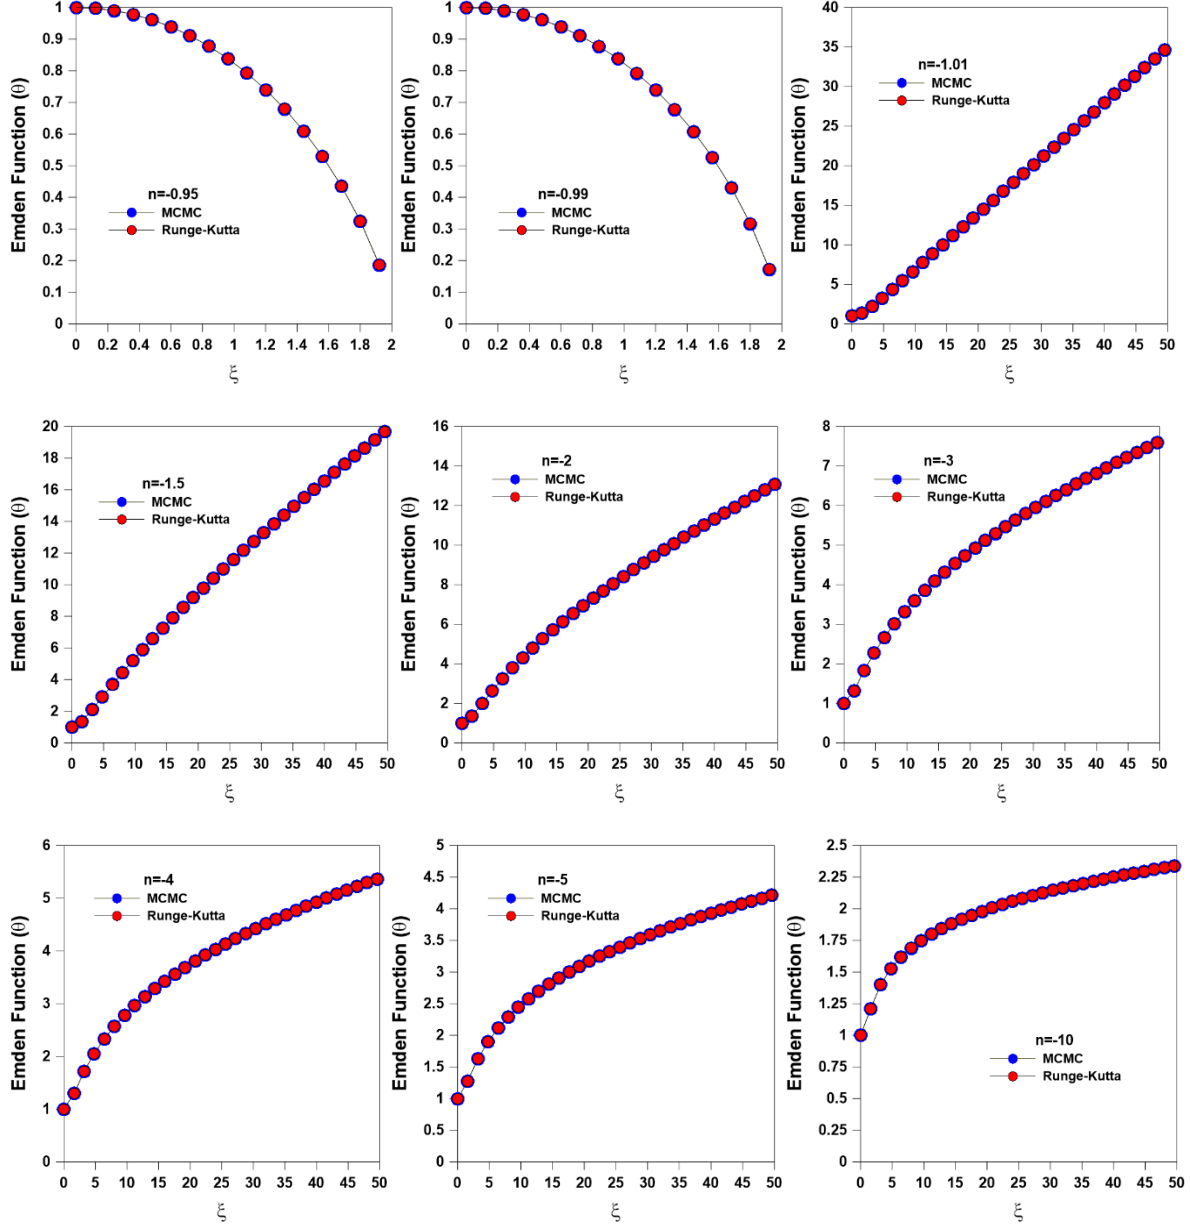 1
0.9
0.8
0.7
0.6
0.5
0.4
0.3
0.2
0.1
0
Emden Function (θ)
n=-0.95
MCMC
Runge-Kutta
0 0.2 0.4 0.6 0.8 1 1.2 1.4 1.6 1.8 2
ξ
1
0.9
0.8
0.7
0.6
0.5
0.4
0.3
0.2
0.1
0
Emden Function (θ)
n=-0.99
MCMC
Runge-Kutta
0 0.2 0.4 0.6 0.8 1 1.2 1.4 1.6 1.8 2
ξ
40
35
30
25
20
15
10
5
0
Emden Function (θ)
n=-1.01
MCMC
Runge-Kutta
0 5 10 15 20 25 30 35 40 45 50
ξ
20
18
16
14
12
10
8
6
4
2
0
Emden Function (θ)
n=-1.5
MCMC
Runge-Kutta
0 5 10 15 20 25 30 35 40 45 50
ξ
16
14
12
10
8
6
4
2
0
Emden Function (θ)
n=-2
MCMC
Runge-Kutta
0 5 10 15 20 25 30 35 40 45 50
ξ
8
7
6
5
4
3
2
1
0
Emden Function (θ)
n=-3
MCMC
Runge-Kutta
0 5 10 15 20 25 30 35 40 45 50
ξ
6
5
4
3
2
1
0
Emden Function (θ)
n=-4
MCMC
Runge-Kutta
0 5 10 15 20 25 30 35 40 45 50
ξ
5
4.5
4
3.5
3
2.5
2
1.5
1
0.5
0
Emden Function (θ)
n=-5
MCMC
Runge-Kutta
0 5 10 15 20 25 30 35 40 45 50
ξ
2.5
2.25
2
1.75
1.5
1.25
1
0.75
0.5
0.25
0
Emden Function (θ)
n=-10
MCMC
Runge-Kutta
0 5 10 15 20 25 30 35 40 45 50
ξ